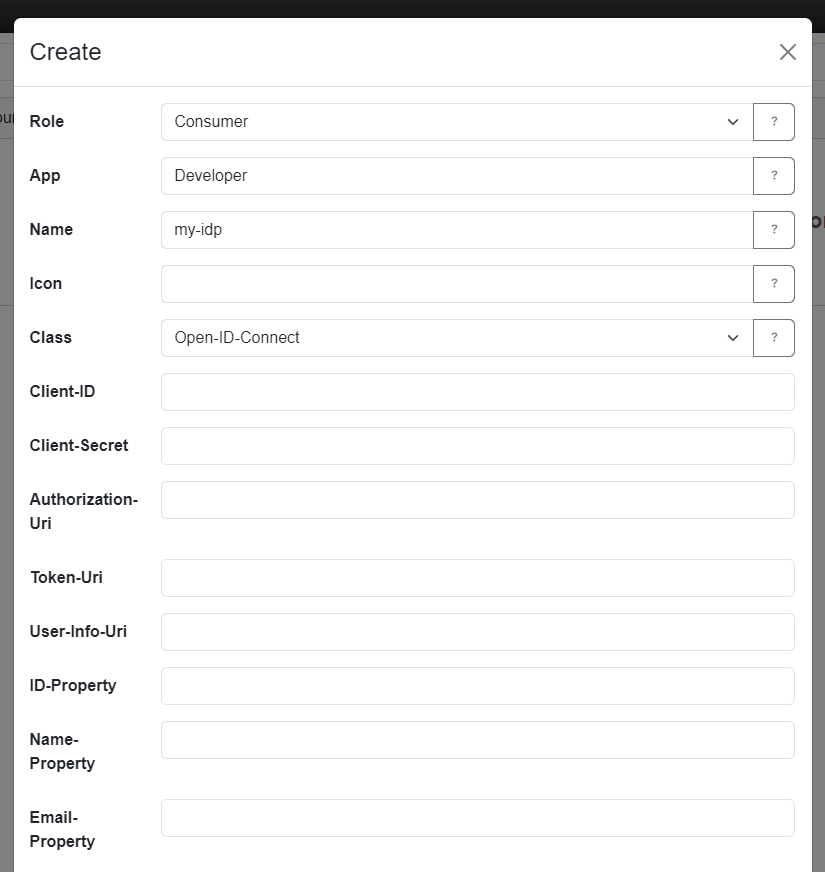 Create
Role
Consumer
?
App
Developer
?
Name
my-idp
?
Icon
?
Class
Open-ID-Connect
?
Client-ID
Client-Secret
Authorization-
Uri
Token-Uri
User-Info-Uri
ID-Property
Name-
Property
Email-
Property